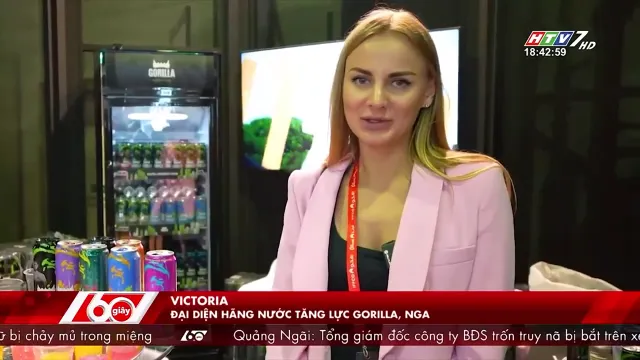 GORILLA
HTV7 HD
18:42:59
60 giây
VICTORIA
ĐẠI DIỆN HÃNG NƯỚC TĂNG LỰC GORILLA, NGA
ữ bị chảy mủ trong miệng 60 Quảng Ngãi: Tổng giám đốc công ty BĐS trốn truy nã bị bắt trên x